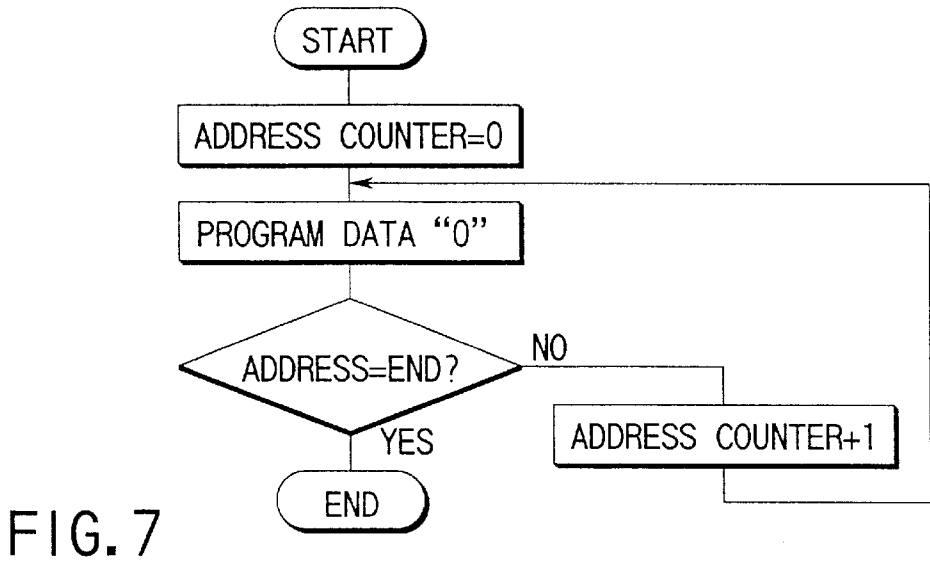 START
ADDRESS COUNTER=0
PROGRAM DATA “0”
ADDRESS=END?
NO
YES
ADDRESS COUNTER+1
END
FIG. 7